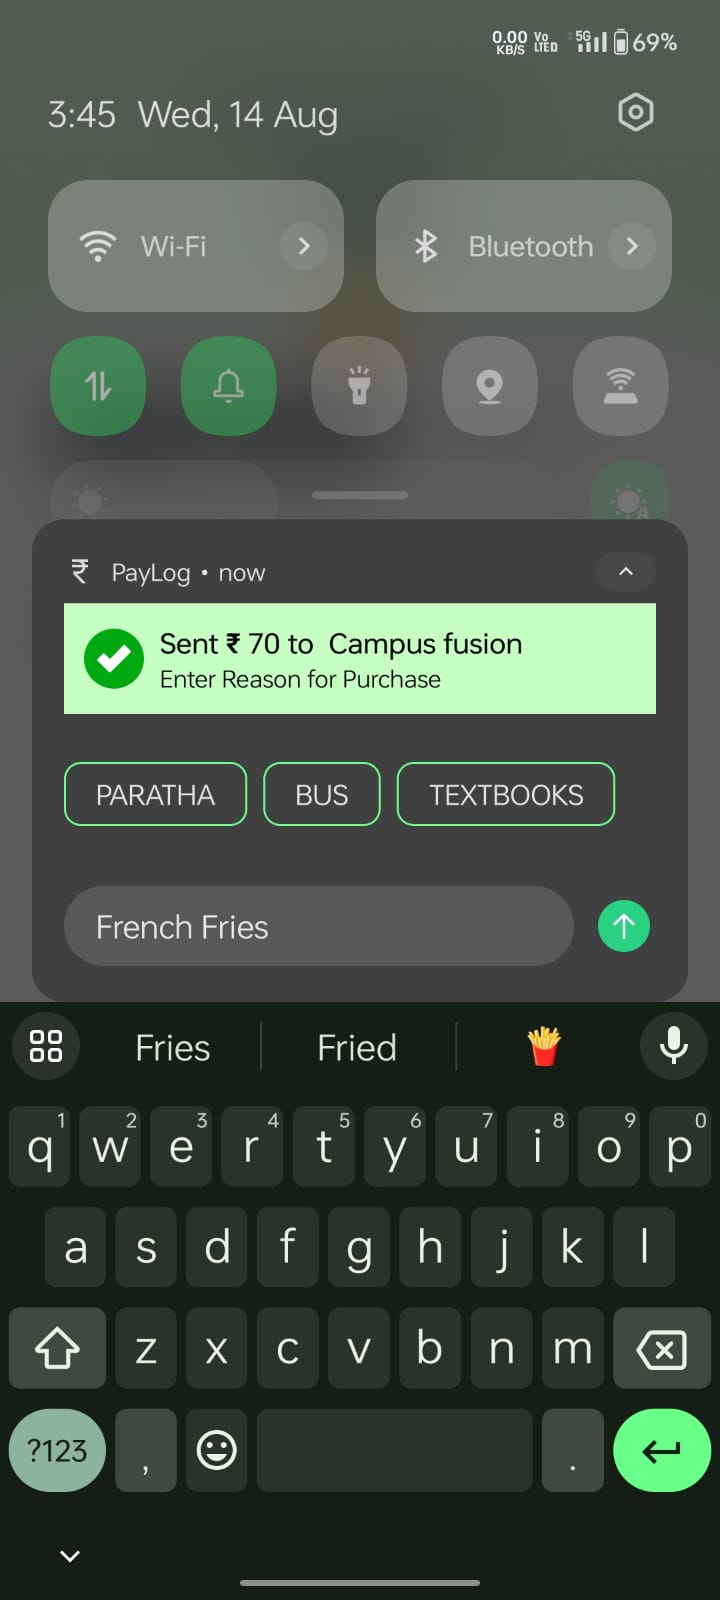 0.00 KB/S Vo LTED 5G 69%
3:45 Wed, 14 Aug
Wi-Fi Bluetooth
A
₹ PayLog • now
Sent ₹ 70 to Campus fusion
Enter Reason for Purchase
PARATHA BUS TEXTBOOKS
French Fries
Fries Fried
1 2 3 4 5 6 7 8 9 0
q w e r t y u i o p
a s d f g h j k l
z x c v b n m
?123 , .